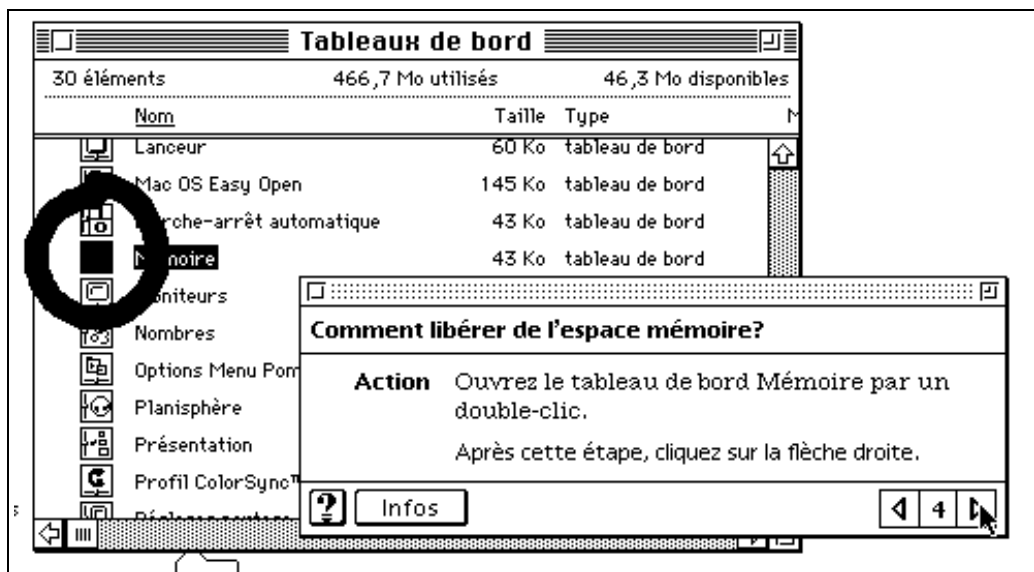 Tableaux de bord
30 éléments 466,7 Mo utilisés 46,3 Mo disponibles
Nom Taille Type
Lanceur 60 Ko tableau de bord
Mac OS Easy Open 145 Ko tableau de bord
rche-arrêt automatique 43 Ko tableau de bord
Mémoire 43 Ko tableau de bord
niteurs
Nombres
Options Menu Pom
Planisphère
Présentation
Profil ColorSync™
Comment libérer de l'espace mémoire?
Action Ouvrez le tableau de bord Mémoire par un
double-clic.
Après cette étape, cliquez sur la flèche droite.
? Infos 4